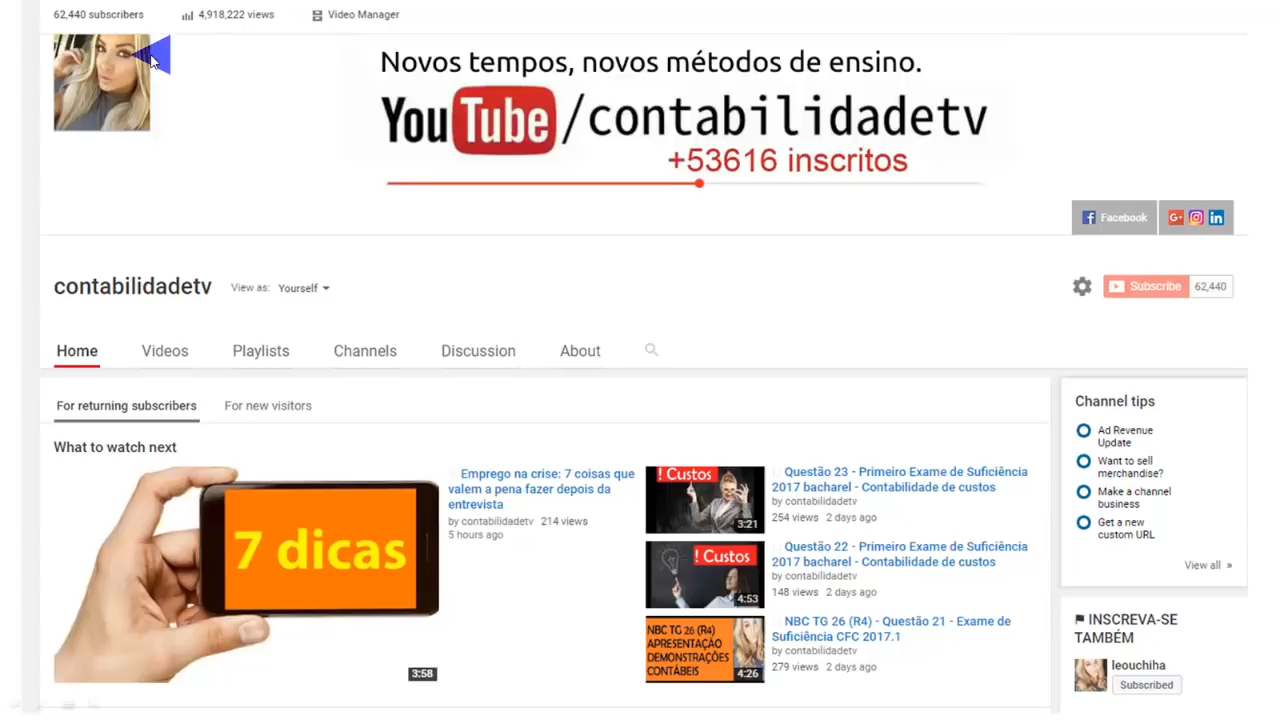 62,440 subscribers 4,918,222 views Video Manager
Novos tempos, novos métodos de ensino.
YouTube/contabilidadetv
+53616 inscritos
Facebook
contabilidadetv View as: Yourself
Subscribe 62,440
Home Videos Playlists Channels Discussion About
For returning subscribers For new visitors
What to watch next
7 dicas
3:58
Emprego na crise: 7 coisas que
valem a pena fazer depois da
entrevista
by contabilidadetv 214 views
5 hours ago
! Custos
3:21
Questão 23 - Primeiro Exame de Suficiência
2017 bacharel - Contabilidade de custos
by contabilidadetv
254 views 2 days ago
! Custos
4:53
Questão 22 - Primeiro Exame de Suficiência
2017 bacharel - Contabilidade de custos
by contabilidadetv
148 views 2 days ago
NBC TG 26 (R4)
APRESENTAÇÃO
DEMONSTRAÇÕES
CONTÁBEIS
4:26
NBC TG 26 (R4) - Questão 21 - Exame de
Suficiência CFC 2017.1
by contabilidadetv
279 views 2 days ago
Channel tips
Ad Revenue
Update
Want to sell
merchandise?
Make a channel
business
Get a new
custom URL
View all »
INSCREVA-SE
TAMBÉM
leouchiha
Subscribed